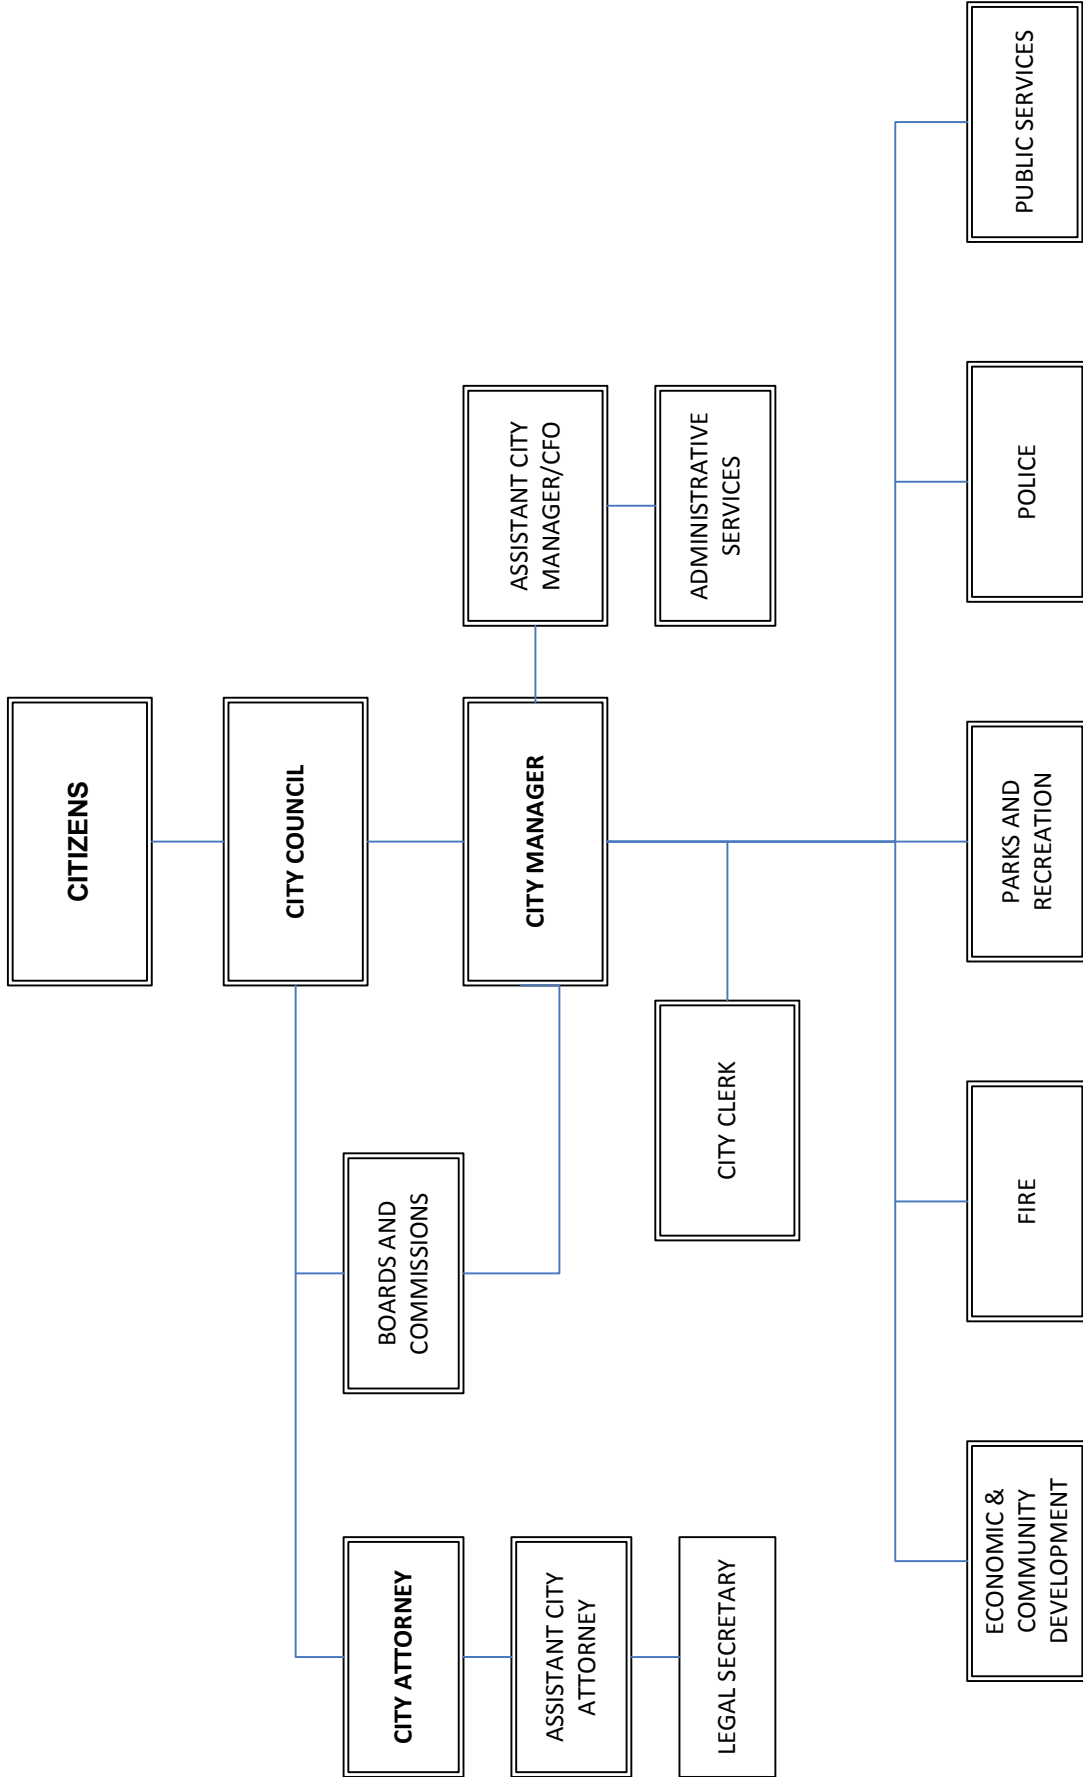 CITIZENS
CITY COUNCIL
CITY ATTORNEY
BOARDS AND
COMMISSIONS
CITY MANAGER
ASSISTANT CITY
MANAGER/CFO
ASSISTANT CITY
ATTORNEY
LEGAL SECRETARY
CITY CLERK
ADMINISTRATIVE
SERVICES
ECONOMIC &
COMMUNITY
DEVELOPMENT
FIRE
PARKS AND
RECREATION
POLICE
PUBLIC SERVICES